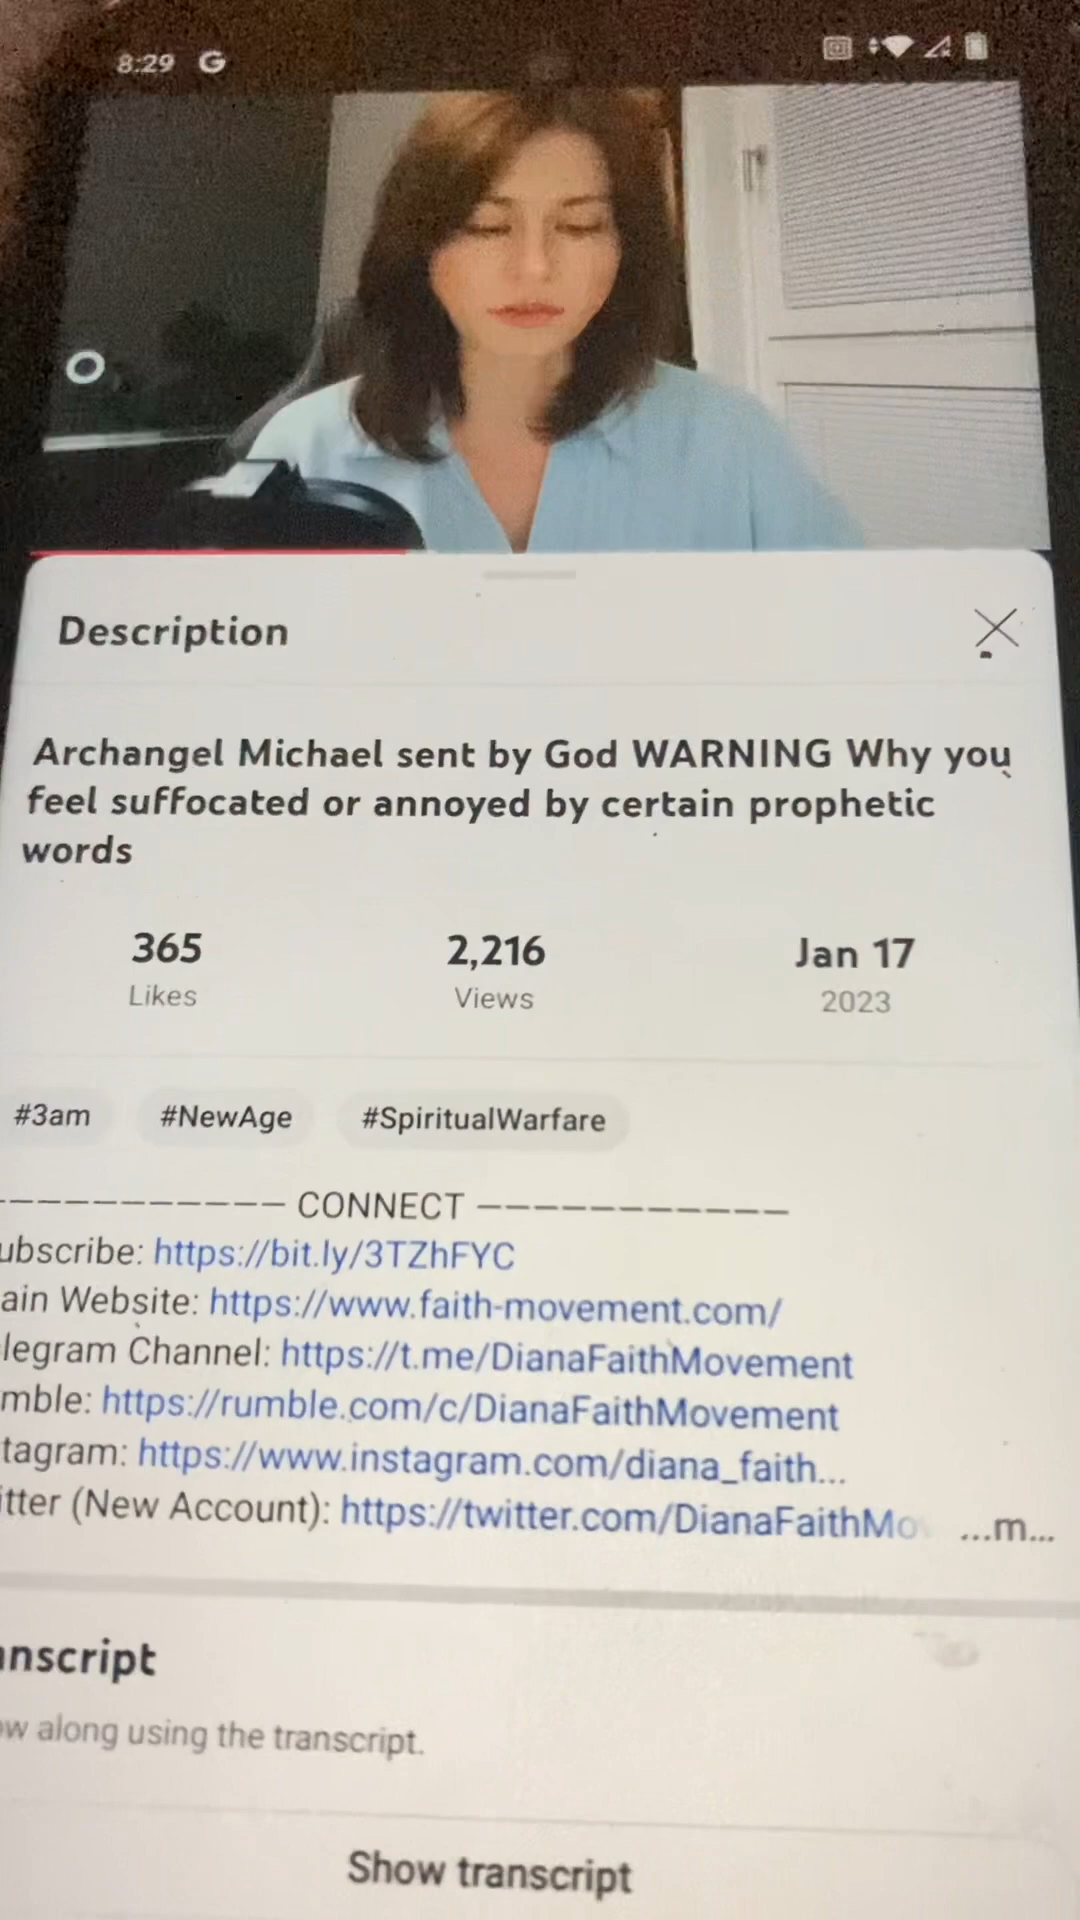 8:29 G
Description
Archangel Michael sent by God WARNING Why you
feel suffocated or annoyed by certain prophetic
words
365 2,216 Jan 17
Likes Views 2023
#3am #NewAge #SpiritualWarfare
------------ CONNECT ------------
ubscribe: https://bit.ly/3TZhFYC
ain Website: https://www.faith-movement.com/
legram Channel: https://t.me/DianaFaithMovement
mble: https://rumble.com/c/DianaFaithMovement
tagram: https://www.instagram.com/diana_faith...
itter (New Account): https://twitter.com/DianaFaithMo ...m...
nscript
ow along using the transcript.
Show transcript